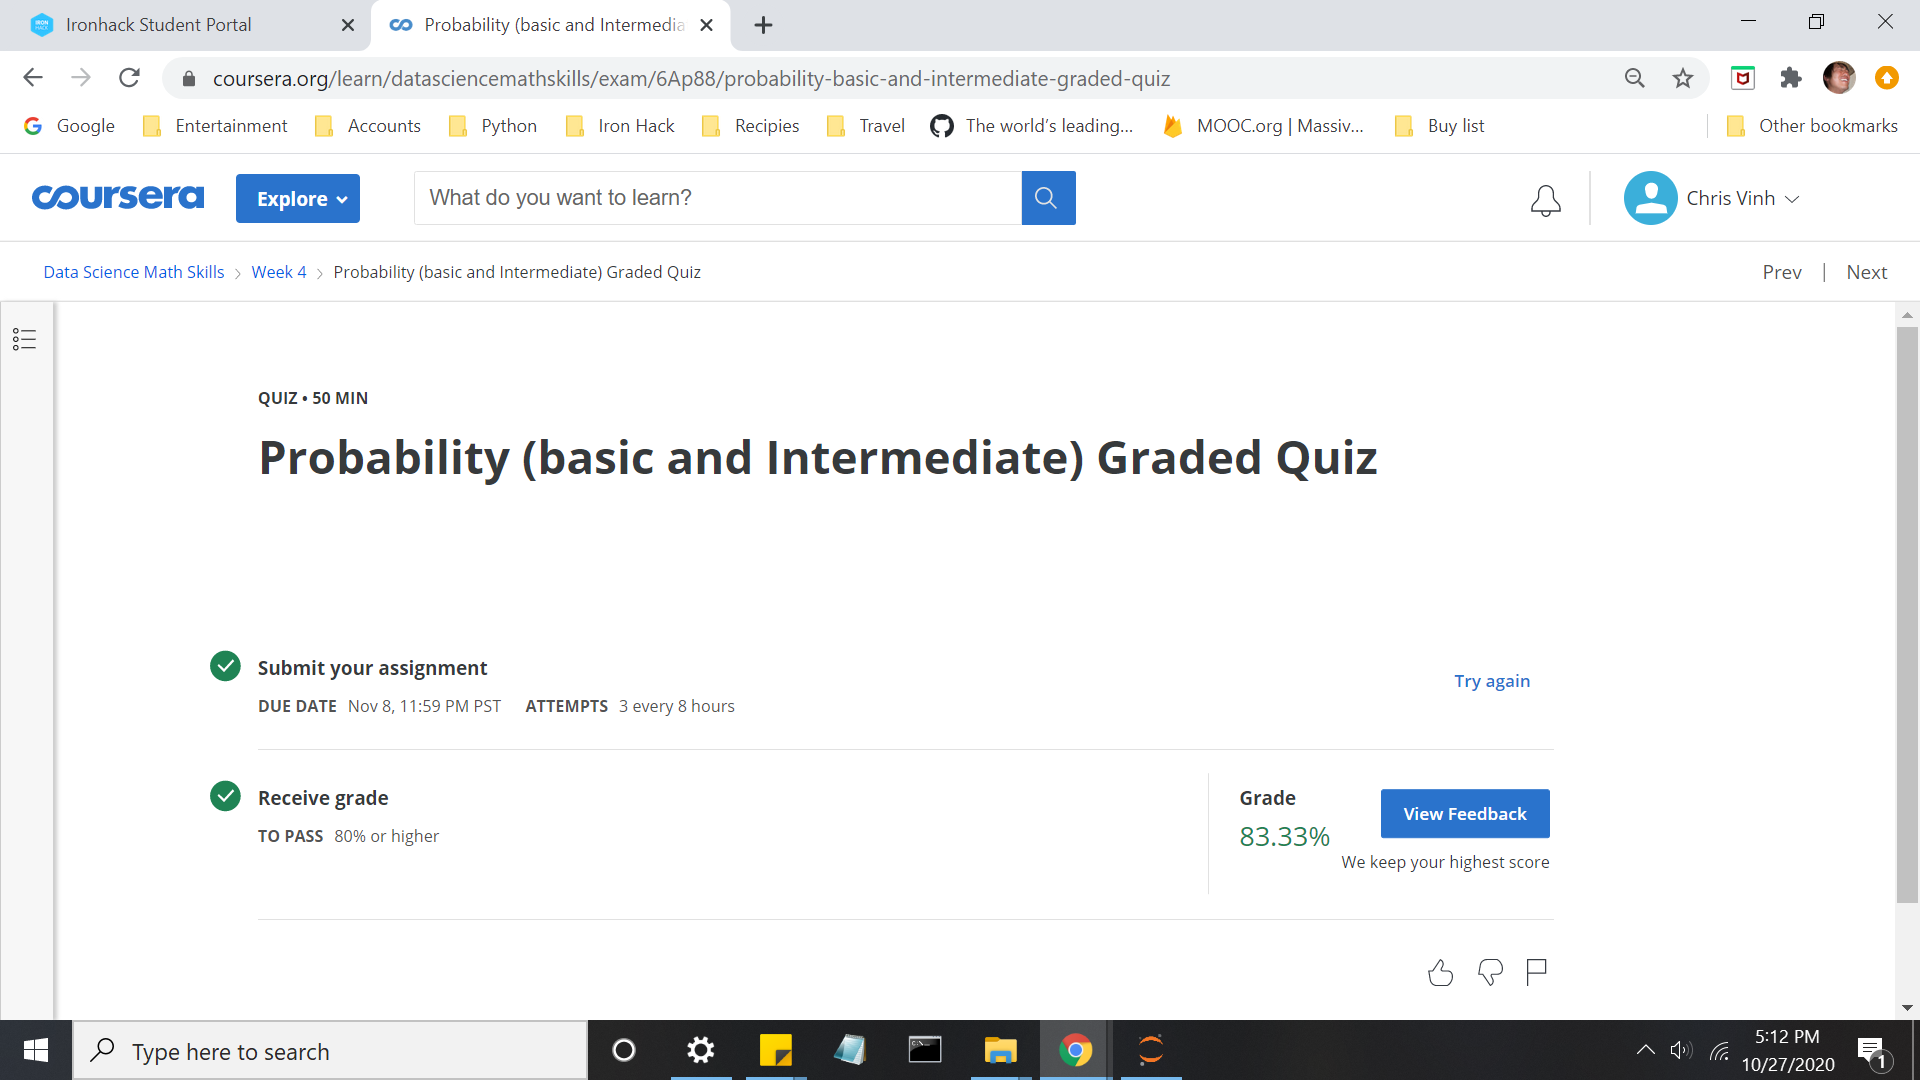 Ironhack Student Portal
Probability (basic and Intermedia
coursera.org/learn/datasciencemathskills/exam/6Ap88/probability-basic-and-intermediate-graded-quiz
Google Entertainment Accounts Python Iron Hack Recipies Travel The world's leading... MOOC.org | Massiv... Buy list Other bookmarks
coursera Explore What do you want to learn? Chris Vinh
Data Science Math Skills > Week 4 > Probability (basic and Intermediate) Graded Quiz Prev | Next
QUIZ • 50 MIN
Probability (basic and Intermediate) Graded Quiz
Submit your assignment
Try again
DUE DATE Nov 8, 11:59 PM PST ATTEMPTS 3 every 8 hours
Receive grade
TO PASS 80% or higher
Grade
83.33%
View Feedback
We keep your highest score
Type here to search
5:12 PM
10/27/2020
1